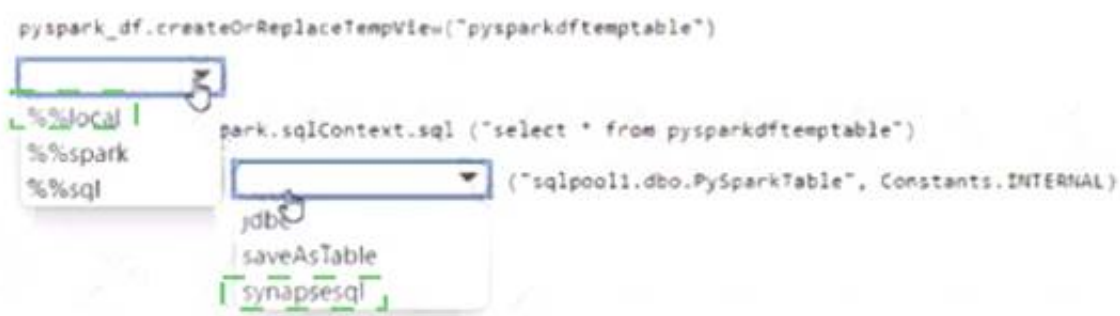 pyspark_df.createOrReplaceTempView("pysparkdftemptable")
%%local
park.sqlContext.sql ("select * from pysparkdftemptable")
%%spark
("sqlpool1.dbo.PySparkTable", Constants.INTERNAL)
%%sql
jdbc
saveAsTable
synapsesql